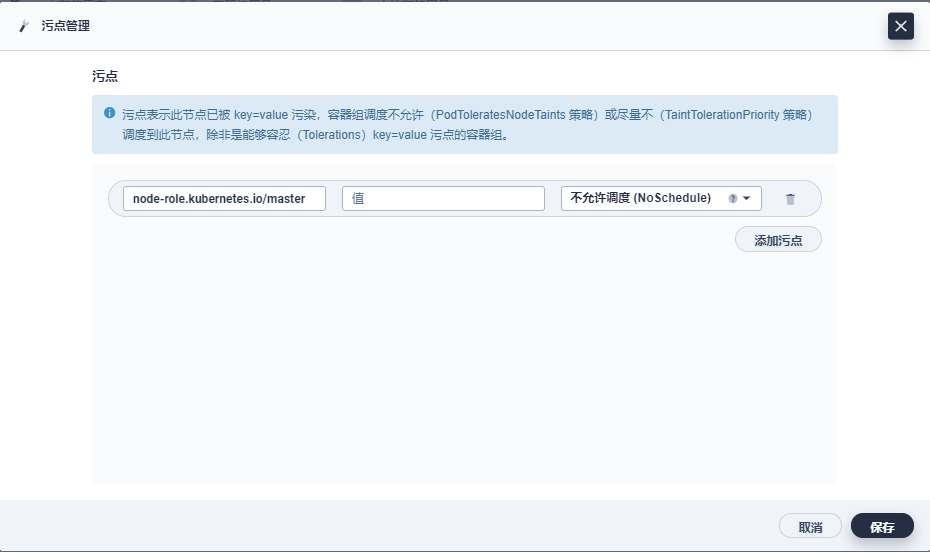 污点管理
污点
污点表示此节点已被 key=value 污染，容器组调度不允许（PodToleratesNodeTaints 策略）或尽量不（TaintTolerationPriority 策略）
调度到此节点，除非是能够容忍（Tolerations）key=value 污点的容器组。
node-role.kubernetes.io/master 值 不允许调度 (NoSchedule)
添加污点
取消 保存